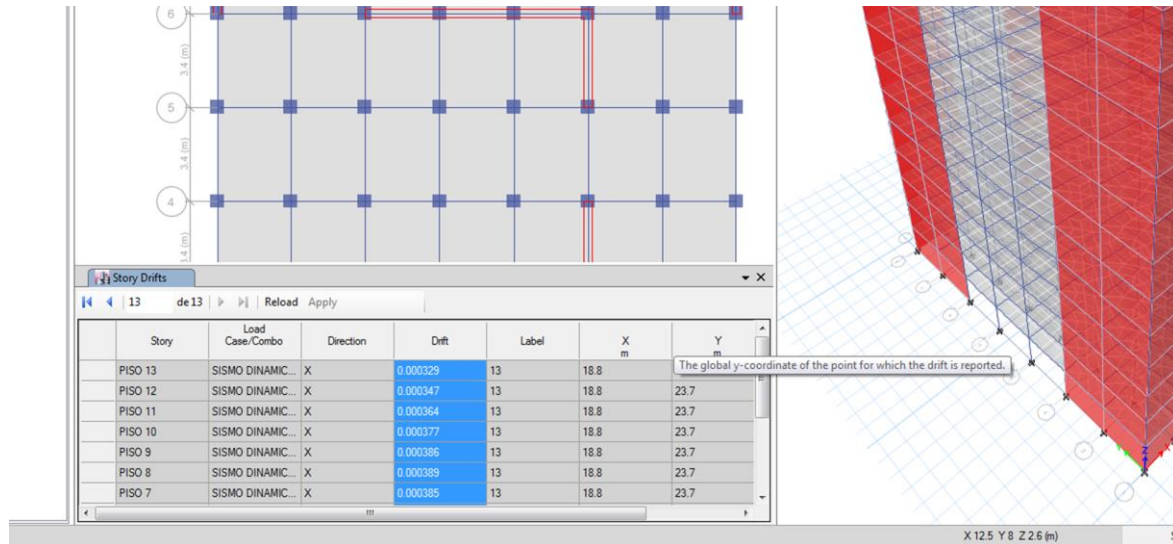 6
3.4 (m)
5
3.4 (m)
4
3.4 (m)
Story Drifts
13 de 13 Reload Apply
Story Load Case/Combo Direction Drift Label X m Y m
The global y-coordinate of the point for which the drift is reported.
PISO 13 SISMO DINAMIC... X 0.000329 13 18.8
PISO 12 SISMO DINAMIC... X 0.000347 13 18.8 23.7
PISO 11 SISMO DINAMIC... X 0.000364 13 18.8 23.7
PISO 10 SISMO DINAMIC... X 0.000377 13 18.8 23.7
PISO 9 SISMO DINAMIC... X 0.000386 13 18.8 23.7
PISO 8 SISMO DINAMIC... X 0.000389 13 18.8 23.7
PISO 7 SISMO DINAMIC... X 0.000385 13 18.8 23.7
Z
X 12.5 Y 8 Z 2.6 (m)